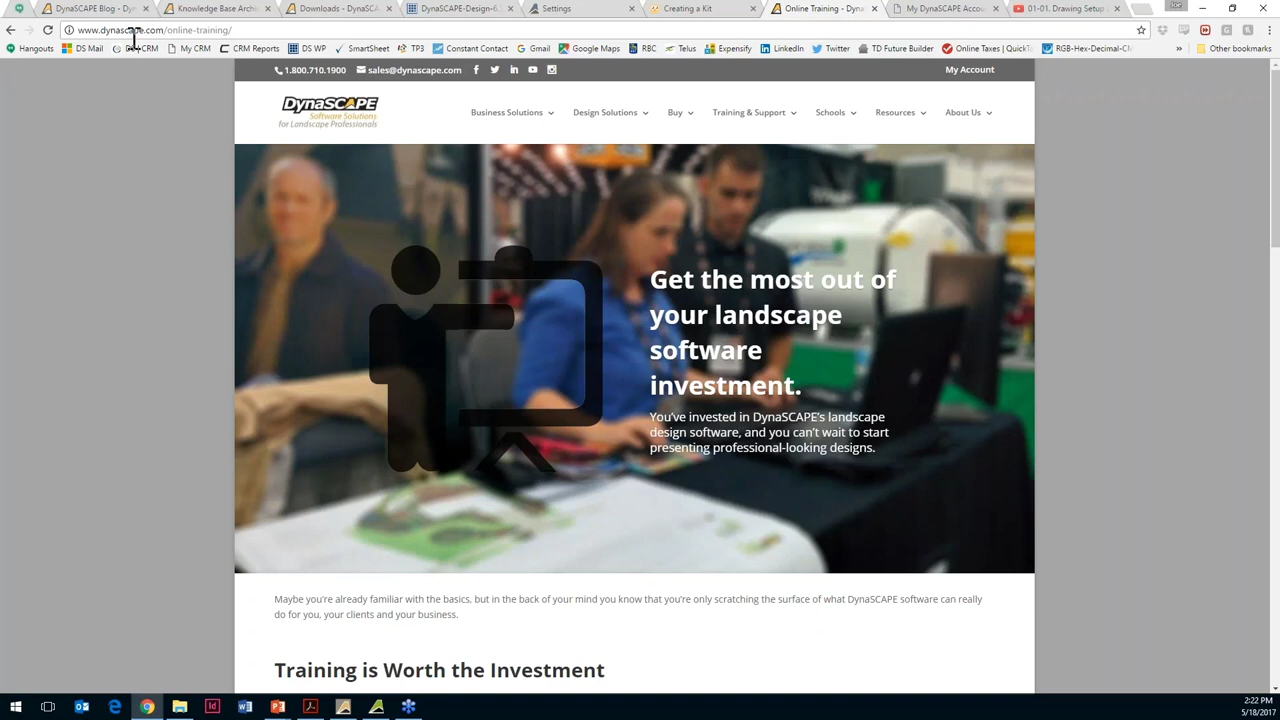 DynaSCAPE Blog - Dyn
Knowledge Base Archi
Downloads - DynaSC
DynaSCAPE-Design-6.
Settings
Creating a Kit
Online Training - Dyna
My DynaSCAPE Accou
01-01. Drawing Setup
www.dynascape.com/online-training/
Hangouts
DS Mail
CRM
My CRM
CRM Reports
DS WP
SmartSheet
TP3
Constant Contact
Gmail
Google Maps
RBC
Telus
Expensify
LinkedIn
Twitter
TD Future Builder
Online Taxes | QuickT
RGB-Hex-Decimal-C
»
Other bookmarks
1.800.710.1900
sales@dynascape.com
My Account
DynaSCAPE
Software Solutions
for Landscape Professionals
Business Solutions
Design Solutions
Buy
Training & Support
Schools
Resources
About Us
Get the most out of
your landscape
software
investment.
You've invested in DynaSCAPE's landscape
design software, and you can't wait to start
presenting professional-looking designs.
Maybe you're already familiar with the basics, but in the back of your mind you know that you're only scratching the surface of what DynaSCAPE software can really
do for you, your clients and your business.
Training is Worth the Investment
2:22 PM
5/18/2017